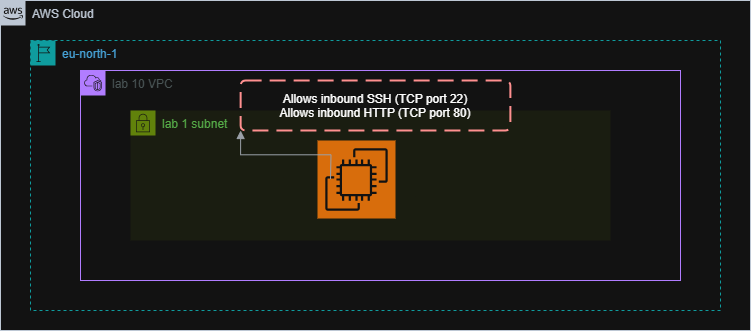 aws
AWS Cloud
eu-north-1
lab 10 VPC
Allows inbound SSH (TCP port 22)
Allows inbound HTTP (TCP port 80)
lab 1 subnet